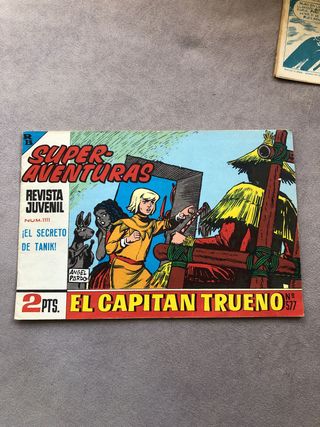 SUPER-
AVENTURAS
REVISTA
JUVENIL
NUM. 1111
¡EL SECRETO
DE TANIK!
ANGEL
PARDO
2 PTS.
EL CAPITAN TRUENO
Nº
577